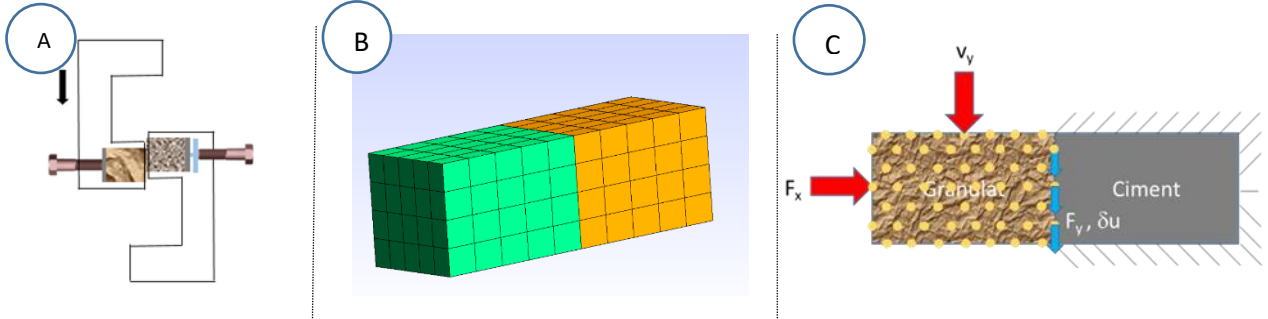 A
B
C
vy
Fx
Granulat
Ciment
Fy , δu